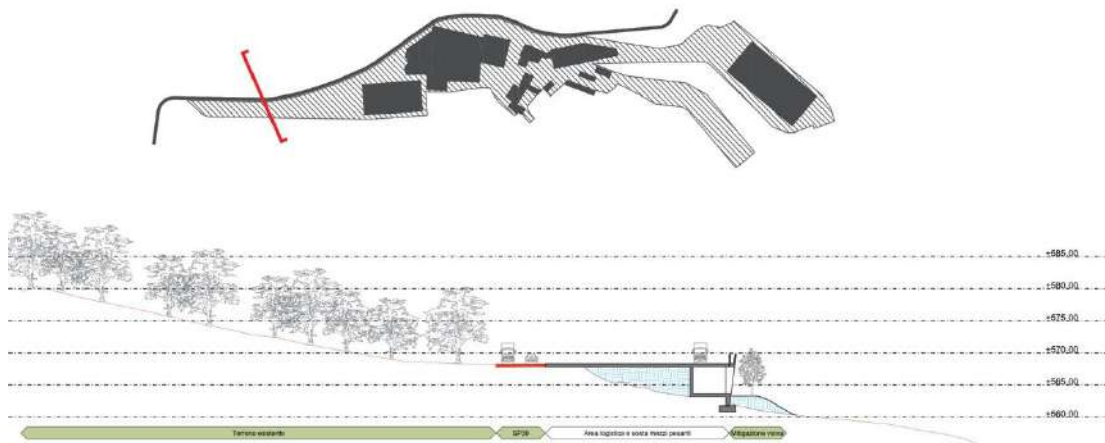 +585,00
+580,00
+575,00
+570,00
+565,00
+560,00
Terreno esistente
SP39
Area logistica e sosta mezzi pesanti
Mitigazione visiva